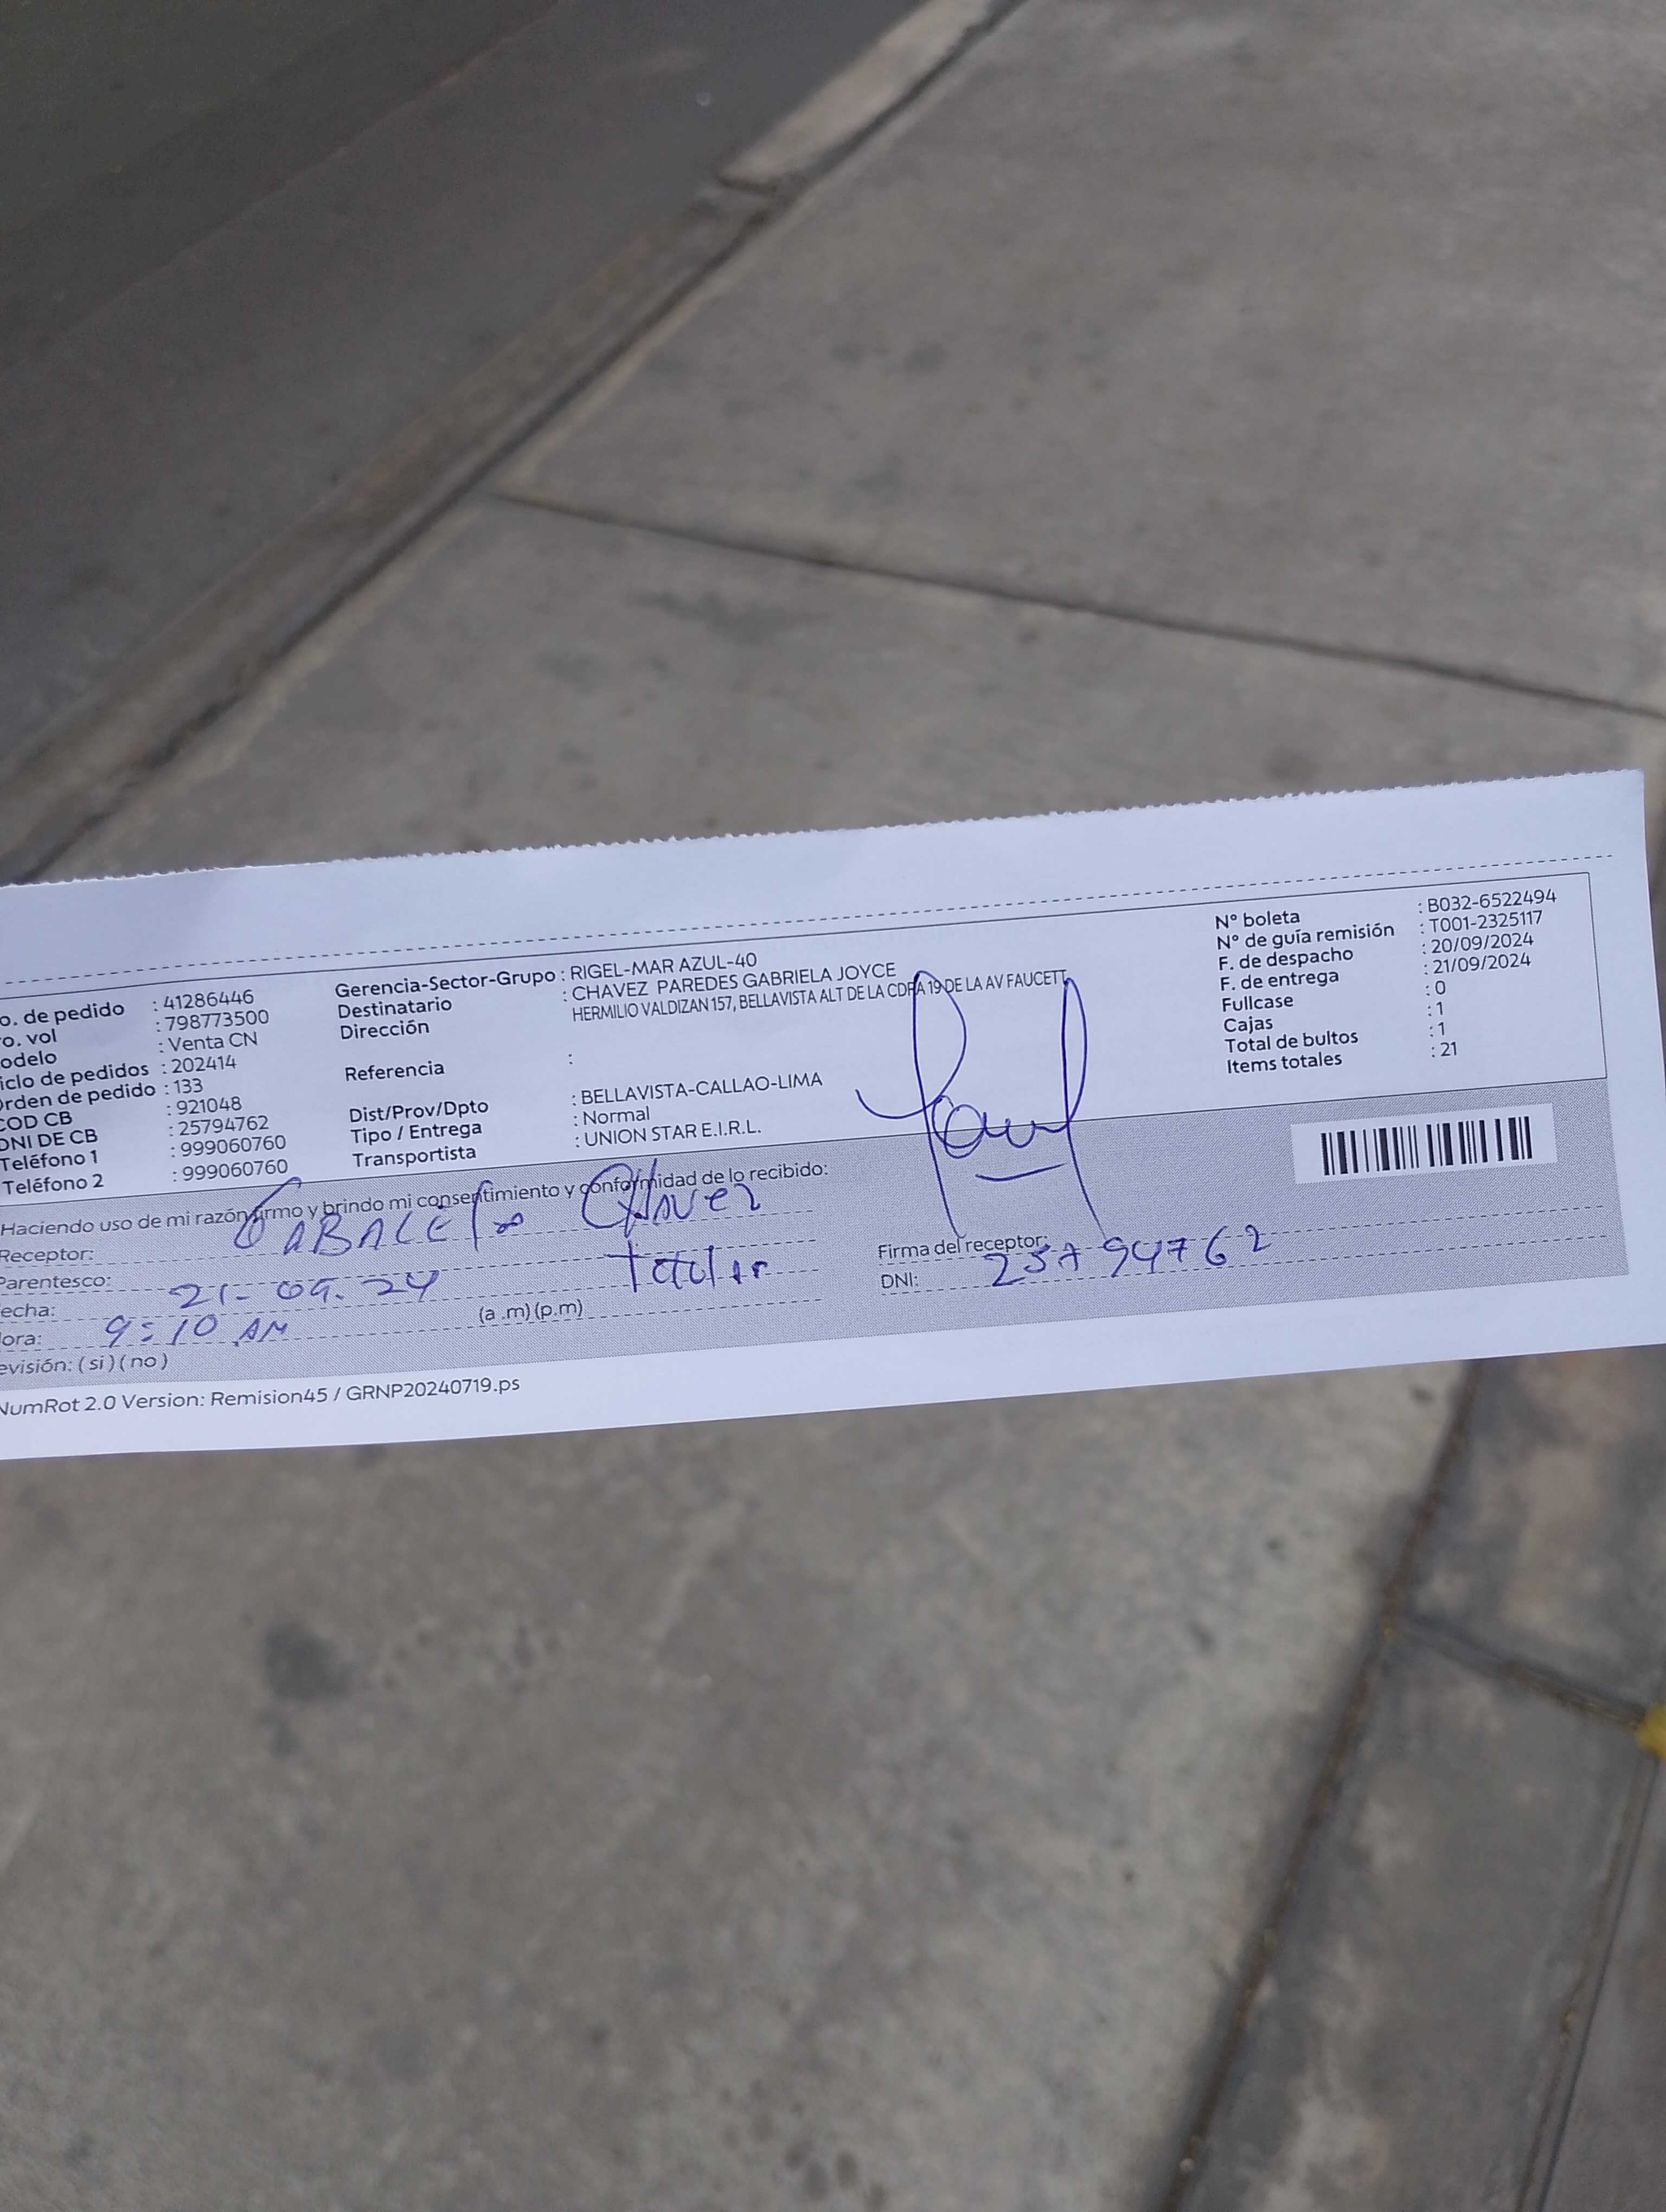 o. de pedido : 41286446
o. vol : 798773500
odelo : Venta CN
iclo de pedidos : 202414
rden de pedido : 133
COD CB : 921048
DNI DE CB : 25794762
Teléfono 1 : 999060760
Teléfono 2 : 999060760
Gerencia-Sector-Grupo : RIGEL-MAR AZUL-40
Destinatario : CHAVEZ PAREDES GABRIELA JOYCE
Dirección HERMILIO VALDIZAN 157, BELLAVISTA ALT DE LA CDRA 19 DE LA AV FAUCETT
Referencia :
Dist/Prov/Dpto : BELLAVISTA-CALLAO-LIMA
Tipo / Entrega : Normal
Transportista : UNION STAR E.I.R.L.
N° boleta : B032-6522494
N° de guía remisión : T001-2325117
F. de despacho : 20/09/2024
F. de entrega : 21/09/2024
Fullcase : 0
Cajas : 1
Total de bultos : 1
Items totales : 21
Haciendo uso de mi razón firmo y brindo mi consentimiento y conformidad de lo recibido:
Receptor: Chavez
Parentesco:
echa: 21-09.24
ora: 9:10 AM (a .m) (p.m)
evisión: ( si ) ( no )
Firma del receptor:
DNI: 25794762
NumRot 2.0 Version: Remision45 / GRNP20240719.ps